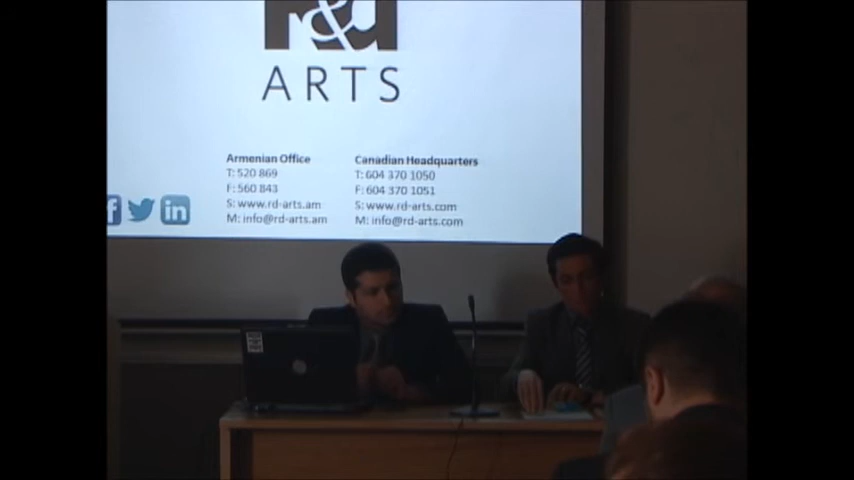 r&d
ARTS
Armenian Office
T: 520 869
F: 560 843
S: www.rd-arts.am
M: info@rd-arts.am
Canadian Headquarters
T: 604 370 1050
F: 604 370 1051
S: www.rd-arts.com
M: info@rd-arts.com
f
in